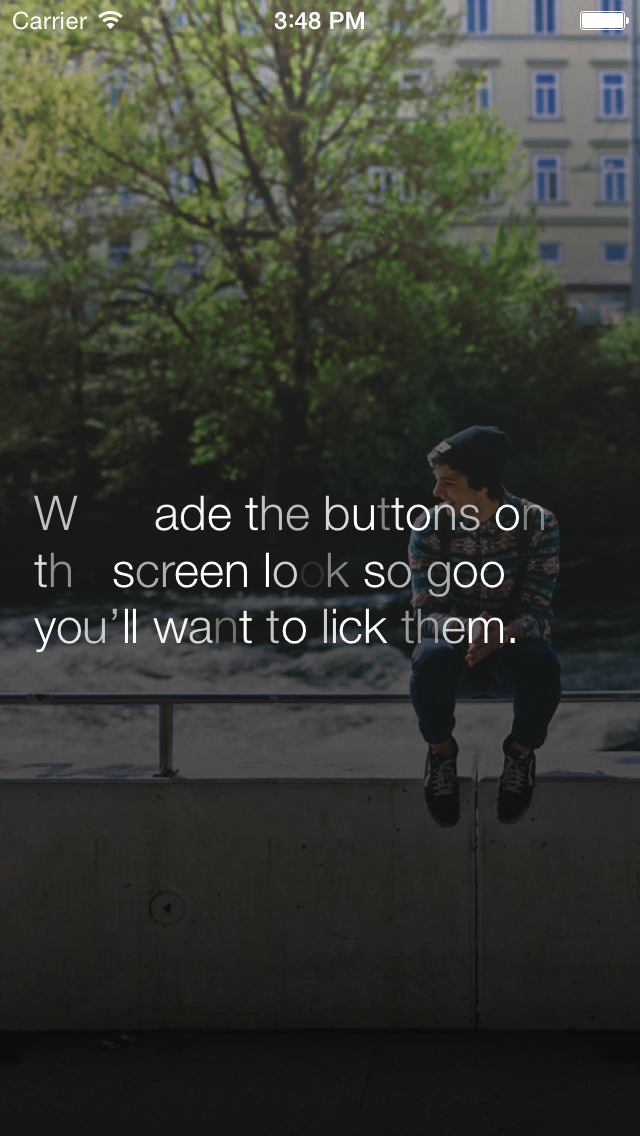 Carrier 3:48 PM
W ade the buttons on
th screen look so goo
you’ll want to lick them.